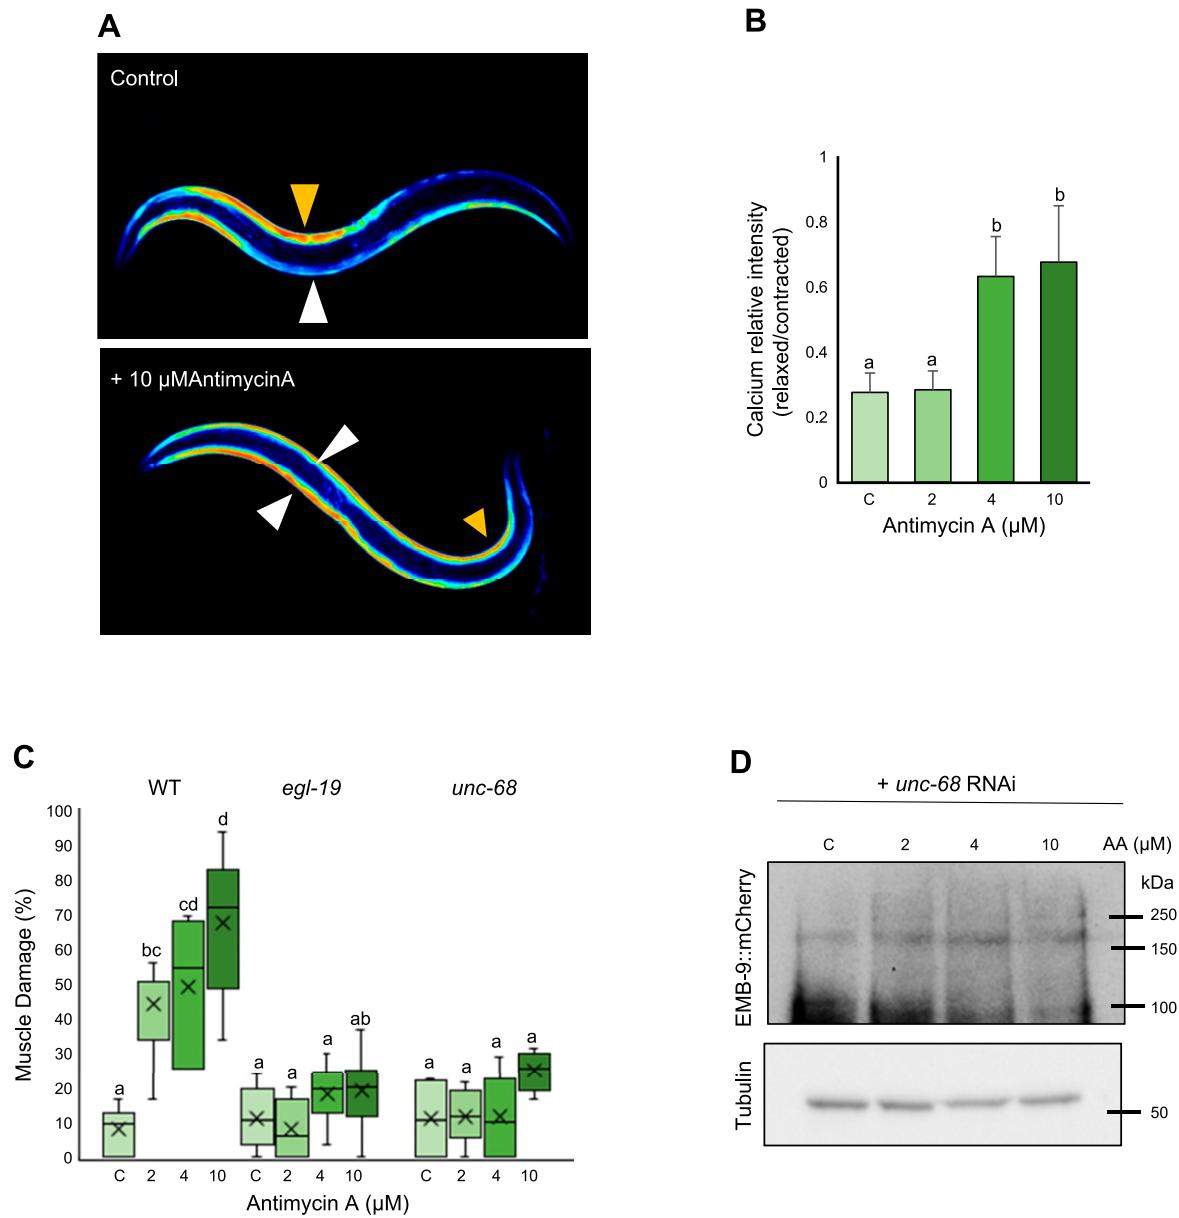 A
Control
+ 10 µMAntimycinA
B
Calcium relative intensity
(relaxed/contracted)
1
0.8
0.6
0.4
0.2
0
a
a
b
b
C
2
4
10
Antimycin A (µM)
C
WT
egl-19
unc-68
Muscle Damage (%)
100
90
80
70
60
50
40
30
20
10
0
a
bc
cd
d
a
a
a
ab
a
a
a
a
C
2
4
10
C
2
4
10
C
2
4
10
Antimycin A (µM)
D
+ unc-68 RNAi
C
2
4
10
AA (µM)
EMB-9::mCherry
kDa
250
150
100
Tubulin
50